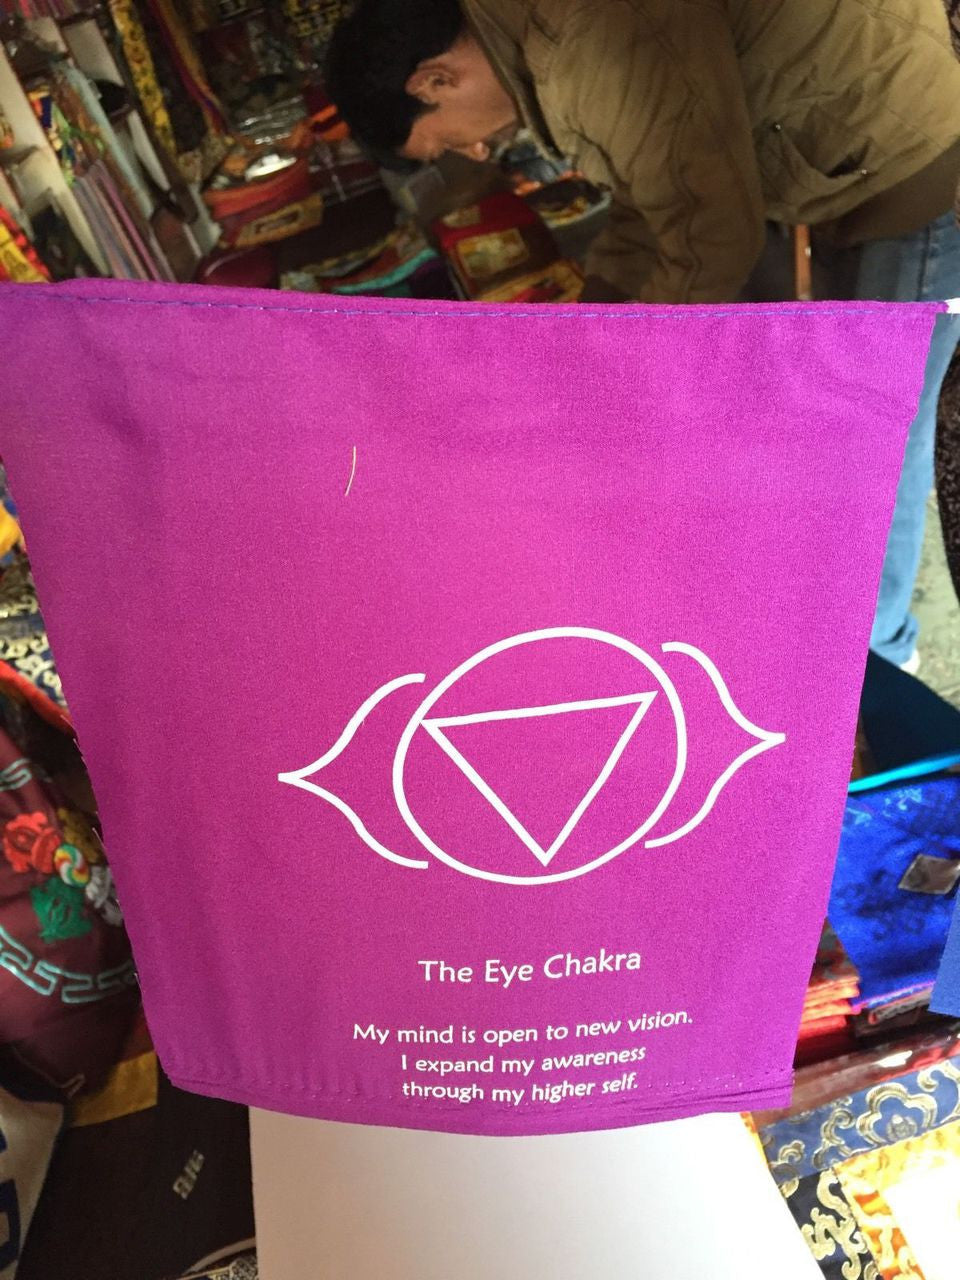 The Eye Chakra
My mind is open to new vision.
I expand my awareness
through my higher self.